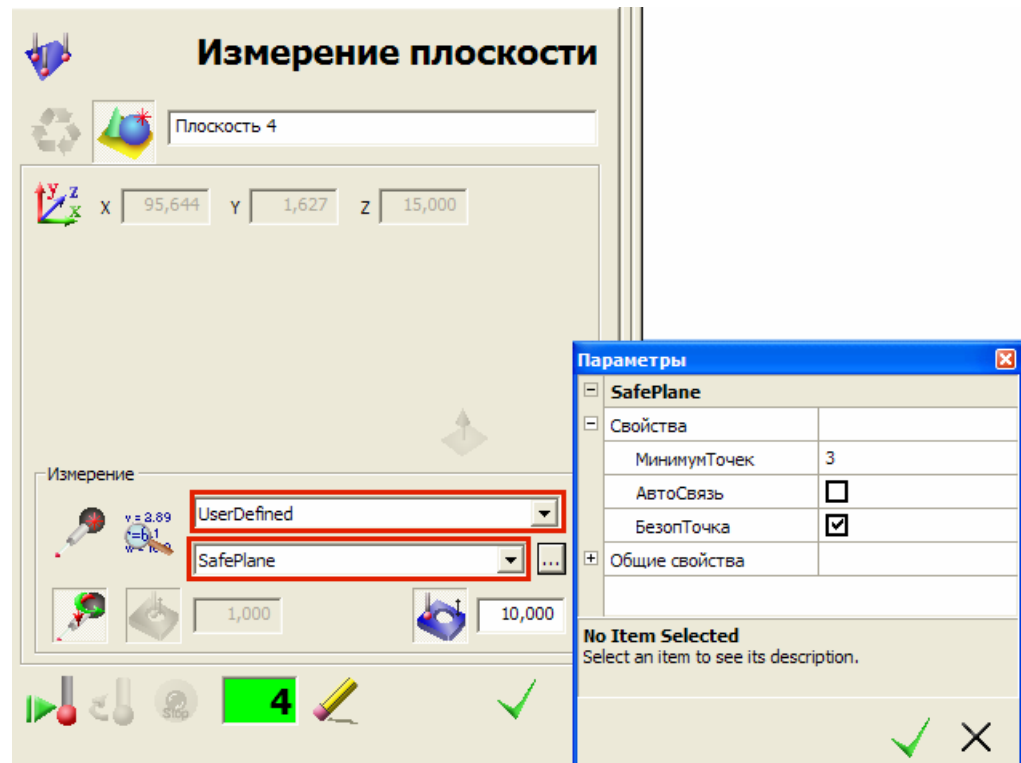 Измерение плоскости
Плоскость 4
X 95,644 Y 1,627 Z 15,000
Измерение
UserDefined
SafePlane
...
1,000 10,000
Stop
4
Параметры
SafePlane
Свойства
МинимумТочек 3
АвтоСвязь
БезопТочка
Общие свойства
No Item Selected
Select an item to see its description.